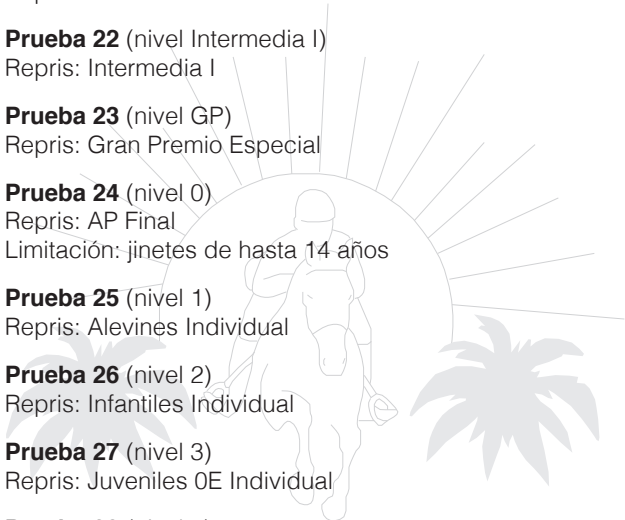 Prueba 22 (nivel Intermedia I)
Repris: Intermedia I
Prueba 23 (nivel GP)
Repris: Gran Premio Especial
Prueba 24 (nivel 0)
Repris: AP Final
Limitación: jinetes de hasta 14 años
Prueba 25 (nivel 1)
Repris: Alevines Individual
Prueba 26 (nivel 2)
Repris: Infantiles Individual
Prueba 27 (nivel 3)
Repris: Juveniles 0E Individual